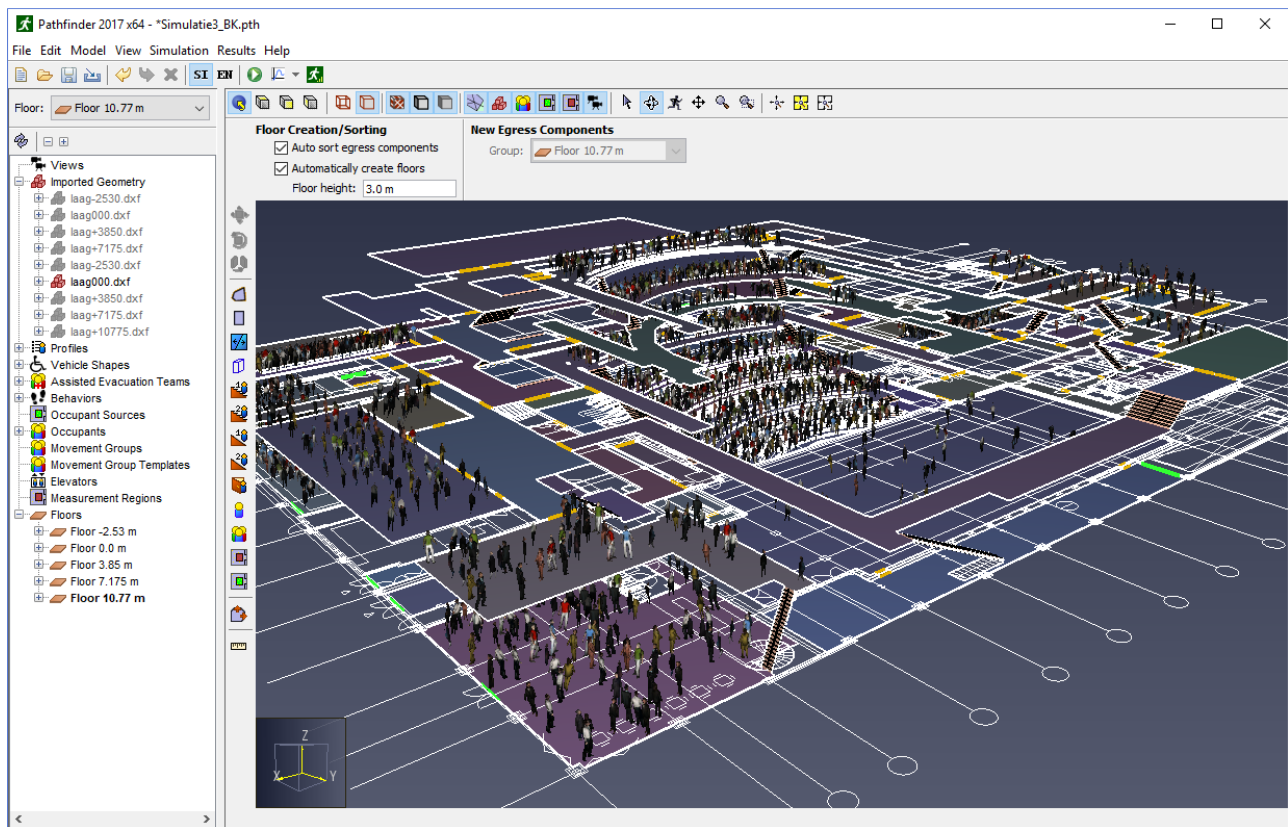 Pathfinder 2017 x64 - *Simulatie3_BK.pth
File Edit Model View Simulation Results Help
SI EN
Floor: Floor 10.77 m
Floor Creation/Sorting
Auto sort egress components
Automatically create floors
Floor height: 3.0 m
New Egress Components
Group: Floor 10.77 m
Views
Imported Geometry
laag-2530.dxf
laag000.dxf
laag+3850.dxf
laag+7175.dxf
laag-2530.dxf
laag000.dxf
laag+3850.dxf
laag+7175.dxf
laag+10775.dxf
Profiles
Vehicle Shapes
Assisted Evacuation Teams
Behaviors
Occupant Sources
Occupants
Movement Groups
Movement Group Templates
Elevators
Measurement Regions
Floors
Floor -2.53 m
Floor 0.0 m
Floor 3.85 m
Floor 7.175 m
Floor 10.77 m
Z
X
Y